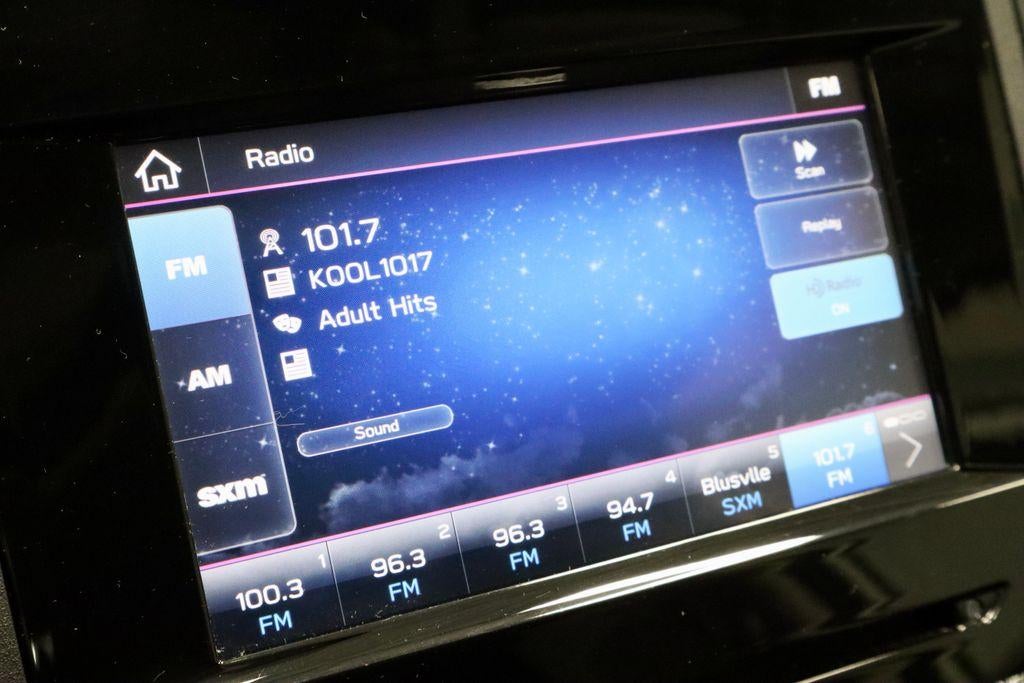 Radio
FM
FM
AM
sxm
101.7
KOOL1017
Adult Hits
Sound
Scan
Replay
HD Radio
ON
1
100.3
FM
2
96.3
FM
3
96.3
FM
4
94.7
FM
5
Blusvlle
SXM
6
101.7
FM